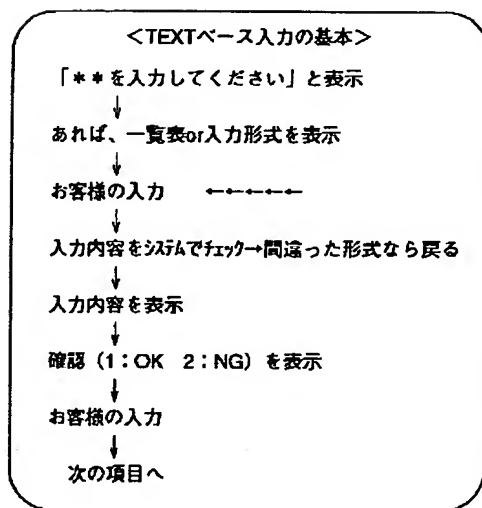 <TEXTベース入力の基本>
「**を入力してください」と表示
↓
あれば、一覧表or入力形式を表示
↓
お客様の入力 ←←←←←
↓
入力内容をシステムでチェック→間違った形式なら戻る
↓
入力内容を表示
↓
確認(1:OK 2:NG)を表示
↓
お客様の入力
↓
次の項目へ